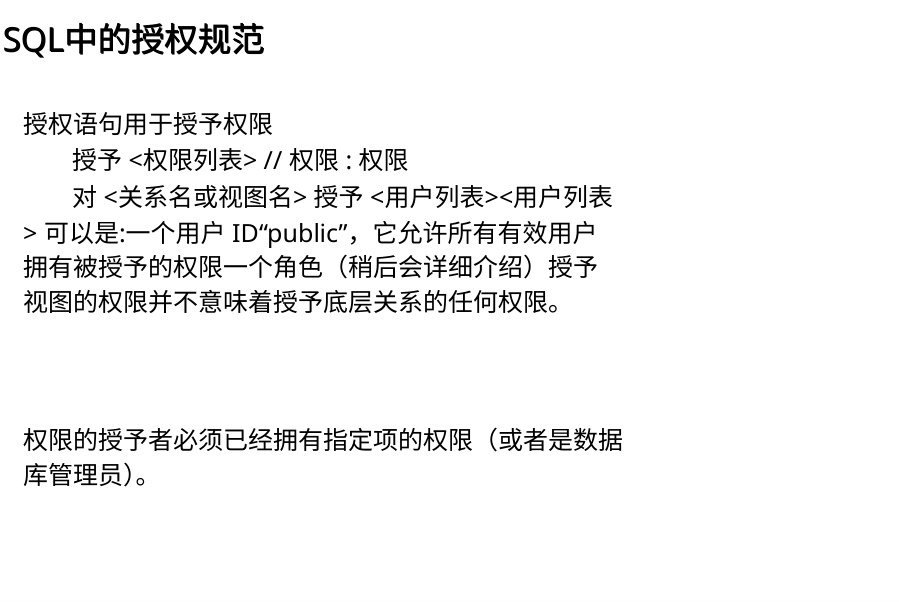 SQL中的授权规范
授权语句用于授予权限
授予 <权限列表> // 权限 : 权限
对 <关系名或视图名> 授予 <用户列表><用户列表
> 可以是:一个用户 ID“public”，它允许所有有效用户
拥有被授予的权限一个角色（稍后会详细介绍）授予
视图的权限并不意味着授予底层关系的任何权限。
权限的授予者必须已经拥有指定项的权限（或者是数据
库管理员）。